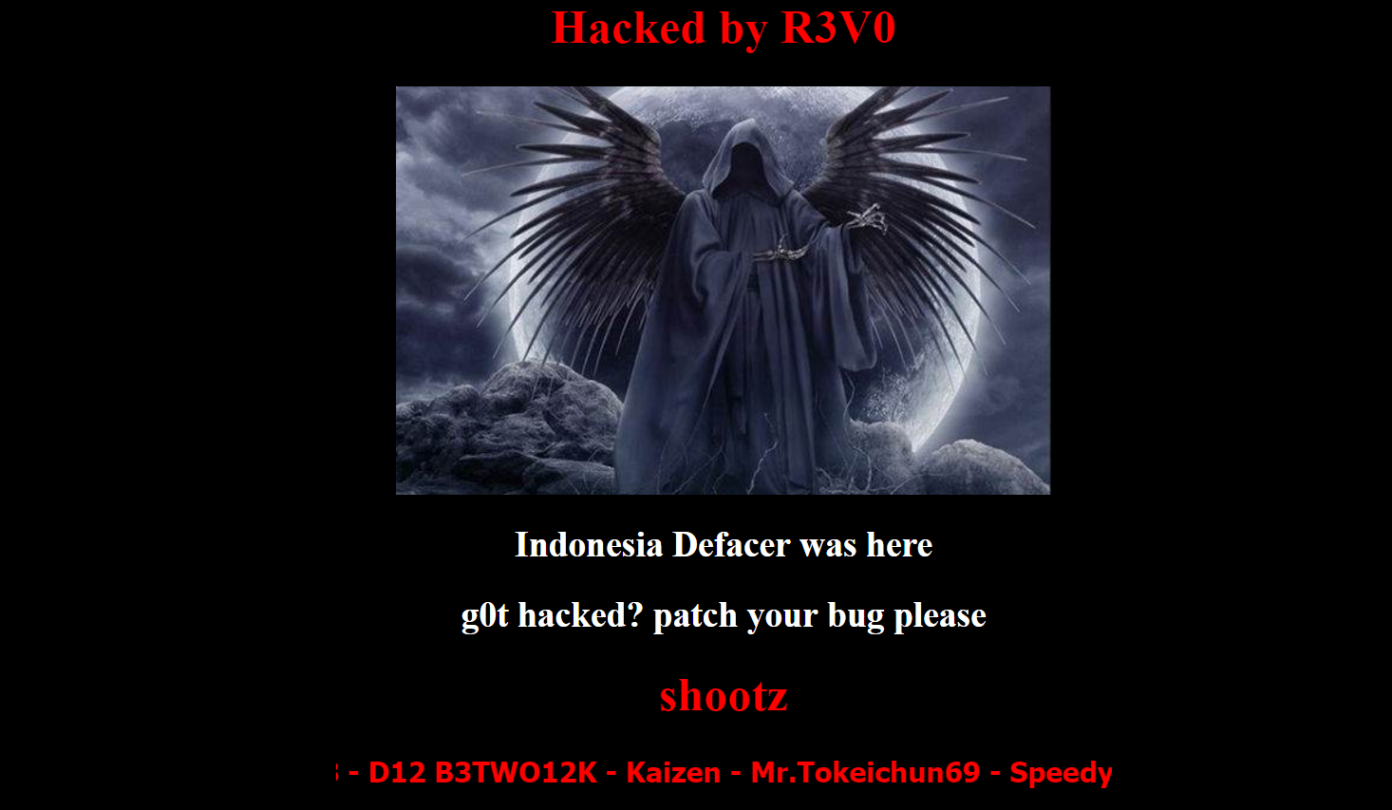 Hacked by R3V0
Indonesia Defacer was here
g0t hacked? patch your bug please
shootz
- D12 B3TWO12K - Kaizen - Mr.Tokeichun69 - Speedy